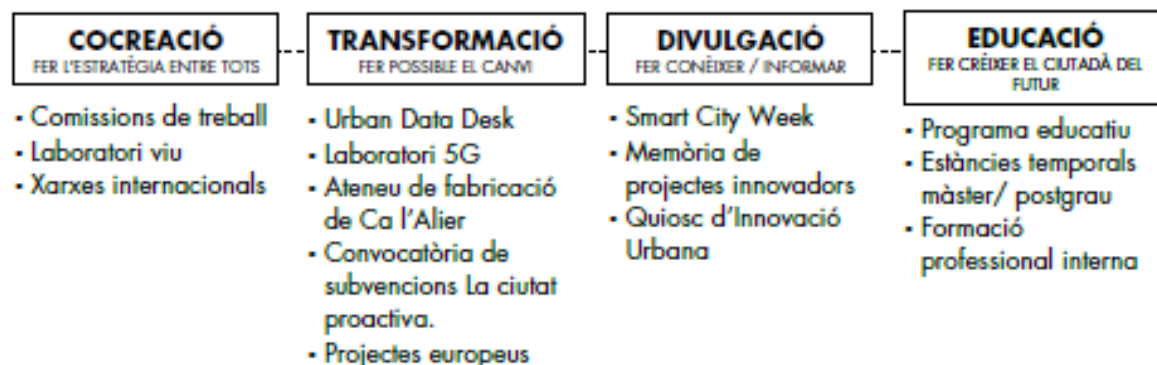 COCREACIÓ
FER L'ESTRATÈGIA ENTRE TOTS
• Comissions de treball
• Laboratori viu
• Xarxes internacionals
TRANSFORMACIÓ
FER POSSIBLE EL CANVI
• Urban Data Desk
• Laboratori 5G
• Ateneu de fabricació
de Ca l'Alier
• Convocatòria de
subvencions La ciutat
proactiva.
• Projectes europeus
DIVULGACIÓ
FER CONÈIXER / INFORMAR
• Smart City Week
• Memòria de
projectes innovadors
• Quiosc d'Innovació
Urbana
EDUCACIÓ
FER CRÉIXER EL CIUTADÀ DEL
FUTUR
• Programa educatiu
• Estàncies temporals
màster/ postgrau
• Formació
professional interna